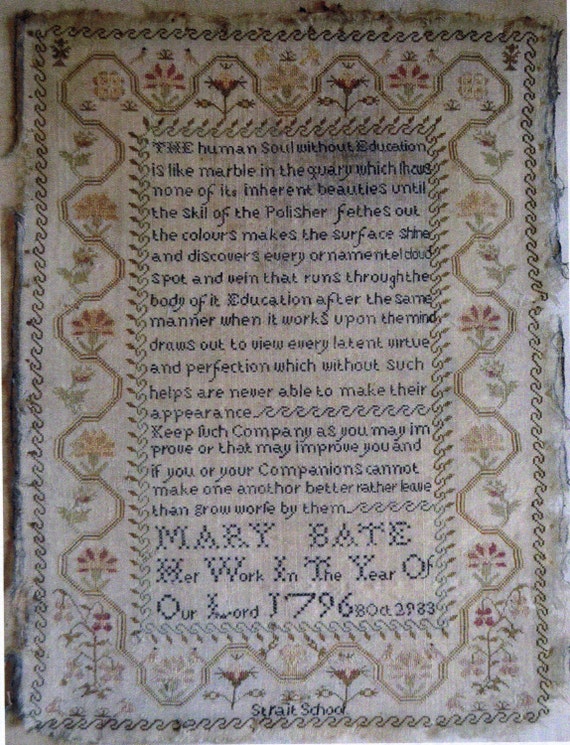 THE human Soul without Education
is like marble in the quary which ſhews
none of its inherent beauties until
the skil of the Polisher fethes out
the colours makes the surface shine
and discovers every ornamentel cloud
spot and vein that runs through the
body of it Education after the same
manner when it works upon the mind
draws out to view every latent virtue
and perfection which without such
helps are never able to make their
appearance
Keep ſuch Company as you may im
prove or that may improve you and
if you or your Companions cannot
make one anothor better rather leave
than grow worſe by them
MARY BATE
Her Work In The Year Of
Our Lord 1796
Strait School